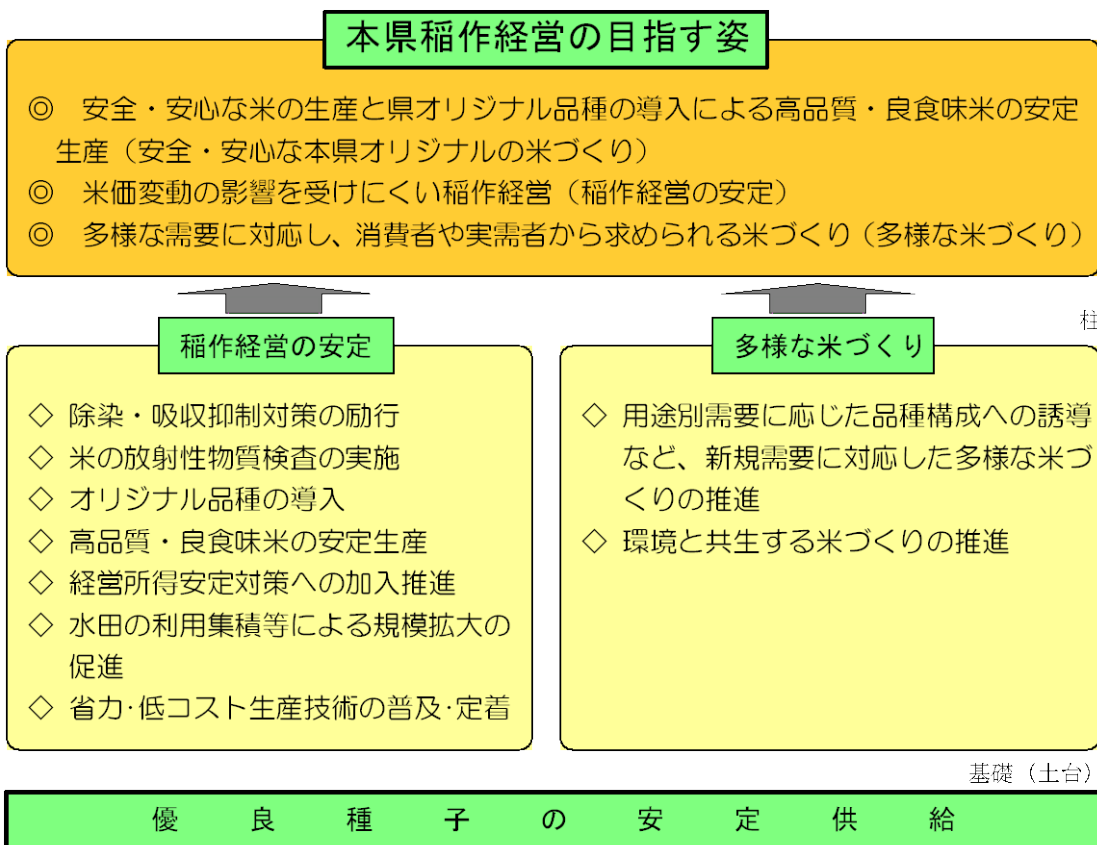 本県稲作経営の目指す姿
◎ 安全・安心な米の生産と県オリジナル品種の導入による高品質・良食味米の安定
生産（安全・安心な本県オリジナルの米づくり）
◎ 米価変動の影響を受けにくい稲作経営（稲作経営の安定）
◎ 多様な需要に対応し、消費者や実需者から求められる米づくり（多様な米づくり）
柱
稲作経営の安定
◇ 除染・吸収抑制対策の励行
◇ 米の放射性物質検査の実施
◇ オリジナル品種の導入
◇ 高品質・良食味米の安定生産
◇ 経営所得安定対策への加入推進
◇ 水田の利用集積等による規模拡大の
促進
◇ 省力･低コスト生産技術の普及･定着
多様な米づくり
◇ 用途別需要に応じた品種構成への誘導
など、新規需要に対応した多様な米づ
くりの推進
◇ 環境と共生する米づくりの推進
基礎（土台）
優良種子の安定供給